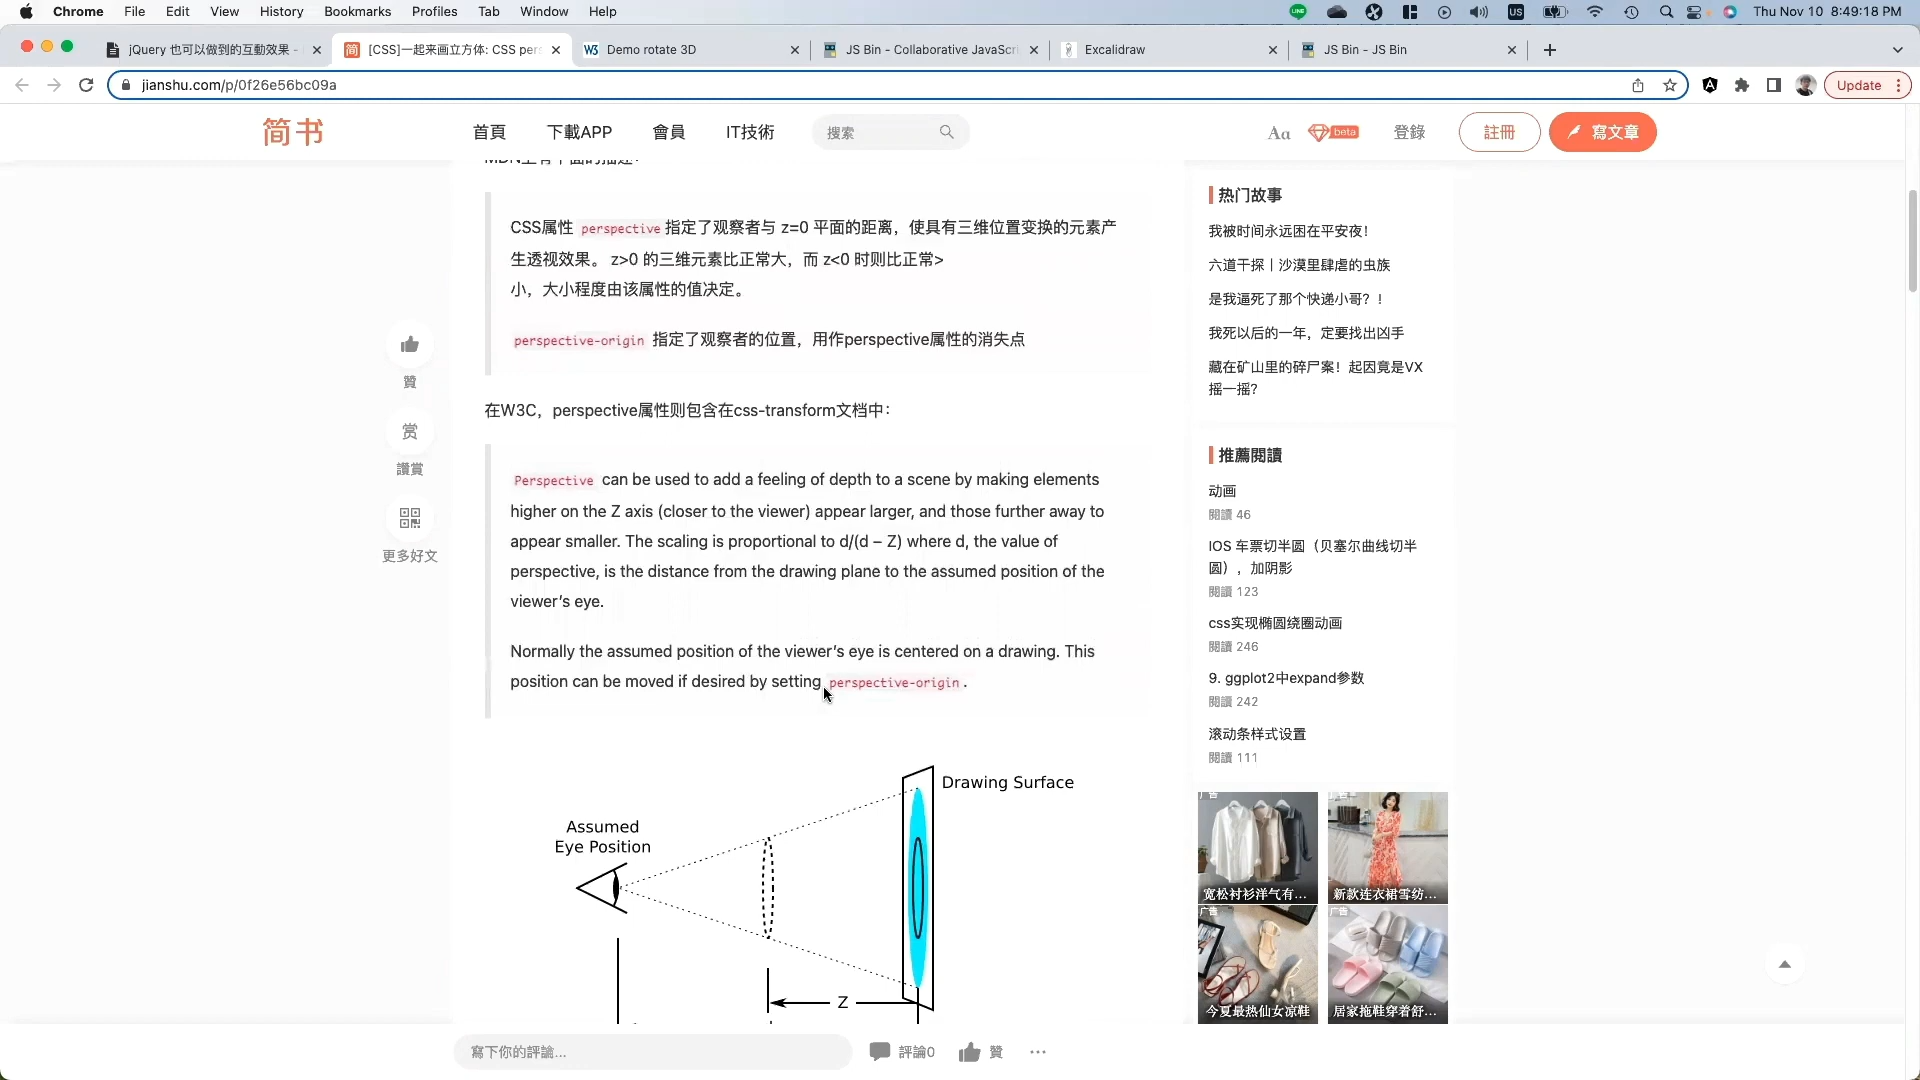 Chrome File Edit View History Bookmarks Profiles Tab Window Help
LINE US Thu Nov 10 8:49:18 PM
jQuery 也可以做到的互動效果 -
简 [CSS]一起来画立方体: CSS pers
W3 Demo rotate 3D
JS Bin - Collaborative JavaScri
Excalidraw
JS Bin - JS Bin
jianshu.com/p/0f26e56bc09a
Update
简书
首頁 下載APP 會員 IT技術 搜索
Aa beta 登錄 註冊 寫文章
CSS属性 perspective指定了观察者与 z=0 平面的距离，使具有三维位置变换的元素产
生透视效果。 z>0 的三维元素比正常大，而 z<0 时则比正常>
小，大小程度由该属性的值决定。
perspective-origin 指定了观察者的位置，用作perspective属性的消失点
在W3C，perspective属性则包含在css-transform文档中：
Perspective can be used to add a feeling of depth to a scene by making elements
higher on the Z axis (closer to the viewer) appear larger, and those further away to
appear smaller. The scaling is proportional to d/(d − Z) where d, the value of
perspective, is the distance from the drawing plane to the assumed position of the
viewer’s eye.
Normally the assumed position of the viewer’s eye is centered on a drawing. This
position can be moved if desired by setting perspective-origin.
Drawing Surface
Assumed
Eye Position
Z
贊
赏
讚賞
更多好文
热门故事
我被时间永远困在平安夜！
六道干探丨沙漠里肆虐的虫族
是我逼死了那个快递小哥？！
我死以后的一年，定要找出凶手
藏在矿山里的碎尸案！起因竟是VX
摇一摇？
推薦閱讀
动画
閱讀 46
IOS 车票切半圆（贝塞尔曲线切半
圆），加阴影
閱讀 123
css实现椭圆绕圈动画
閱讀 246
9. ggplot2中expand参数
閱讀 242
滚动条样式设置
閱讀 111
宽松衬衫洋气有...
新款连衣裙雪纺...
广告
今夏最热仙女凉鞋
广告
居家拖鞋穿着舒...
寫下你的評論...
評論0 贊